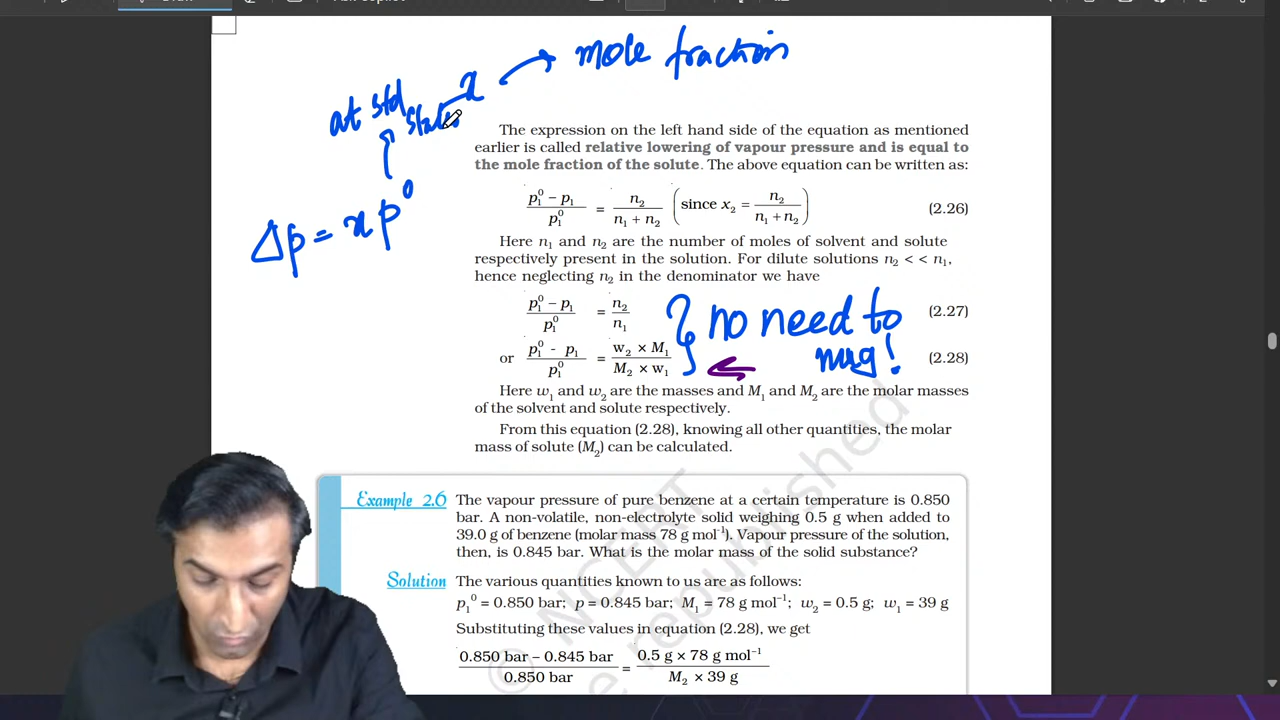 mole fraction
x
at std
state
Δp = x p⁰
The expression on the left hand side of the equation as mentioned
earlier is called relative lowering of vapour pressure and is equal to
the mole fraction of the solute. The above equation can be written as:
(p₁⁰ – p₁)/p₁⁰ = n₂/(n₁ + n₂) (since x₂ = n₂/(n₁ + n₂)) (2.26)
Here n₁ and n₂ are the number of moles of solvent and solute
respectively present in the solution. For dilute solutions n₂ < < n₁,
hence neglecting n₂ in the denominator we have
(p₁⁰ – p₁)/p₁⁰ = n₂/n₁ (2.27)
or (p₁⁰ - p₁)/p₁⁰ = (w₂ × M₁)/(M₂ × w₁) (2.28)
no need to
mug!
Here w₁ and w₂ are the masses and M₁ and M₂ are the molar masses
of the solvent and solute respectively.
From this equation (2.28), knowing all other quantities, the molar
mass of solute (M₂) can be calculated.
Example 2.6 The vapour pressure of pure benzene at a certain temperature is 0.850
bar. A non-volatile, non-electrolyte solid weighing 0.5 g when added to
39.0 g of benzene (molar mass 78 g mol⁻¹). Vapour pressure of the solution,
then, is 0.845 bar. What is the molar mass of the solid substance?
Solution The various quantities known to us are as follows:
p₁⁰ = 0.850 bar; p = 0.845 bar; M₁ = 78 g mol⁻¹; w₂ = 0.5 g; w₁ = 39 g
Substituting these values in equation (2.28), we get
(0.850 bar – 0.845 bar)/0.850 bar = (0.5 g × 78 g mol⁻¹)/(M₂ × 39 g)
© NCERT
republished